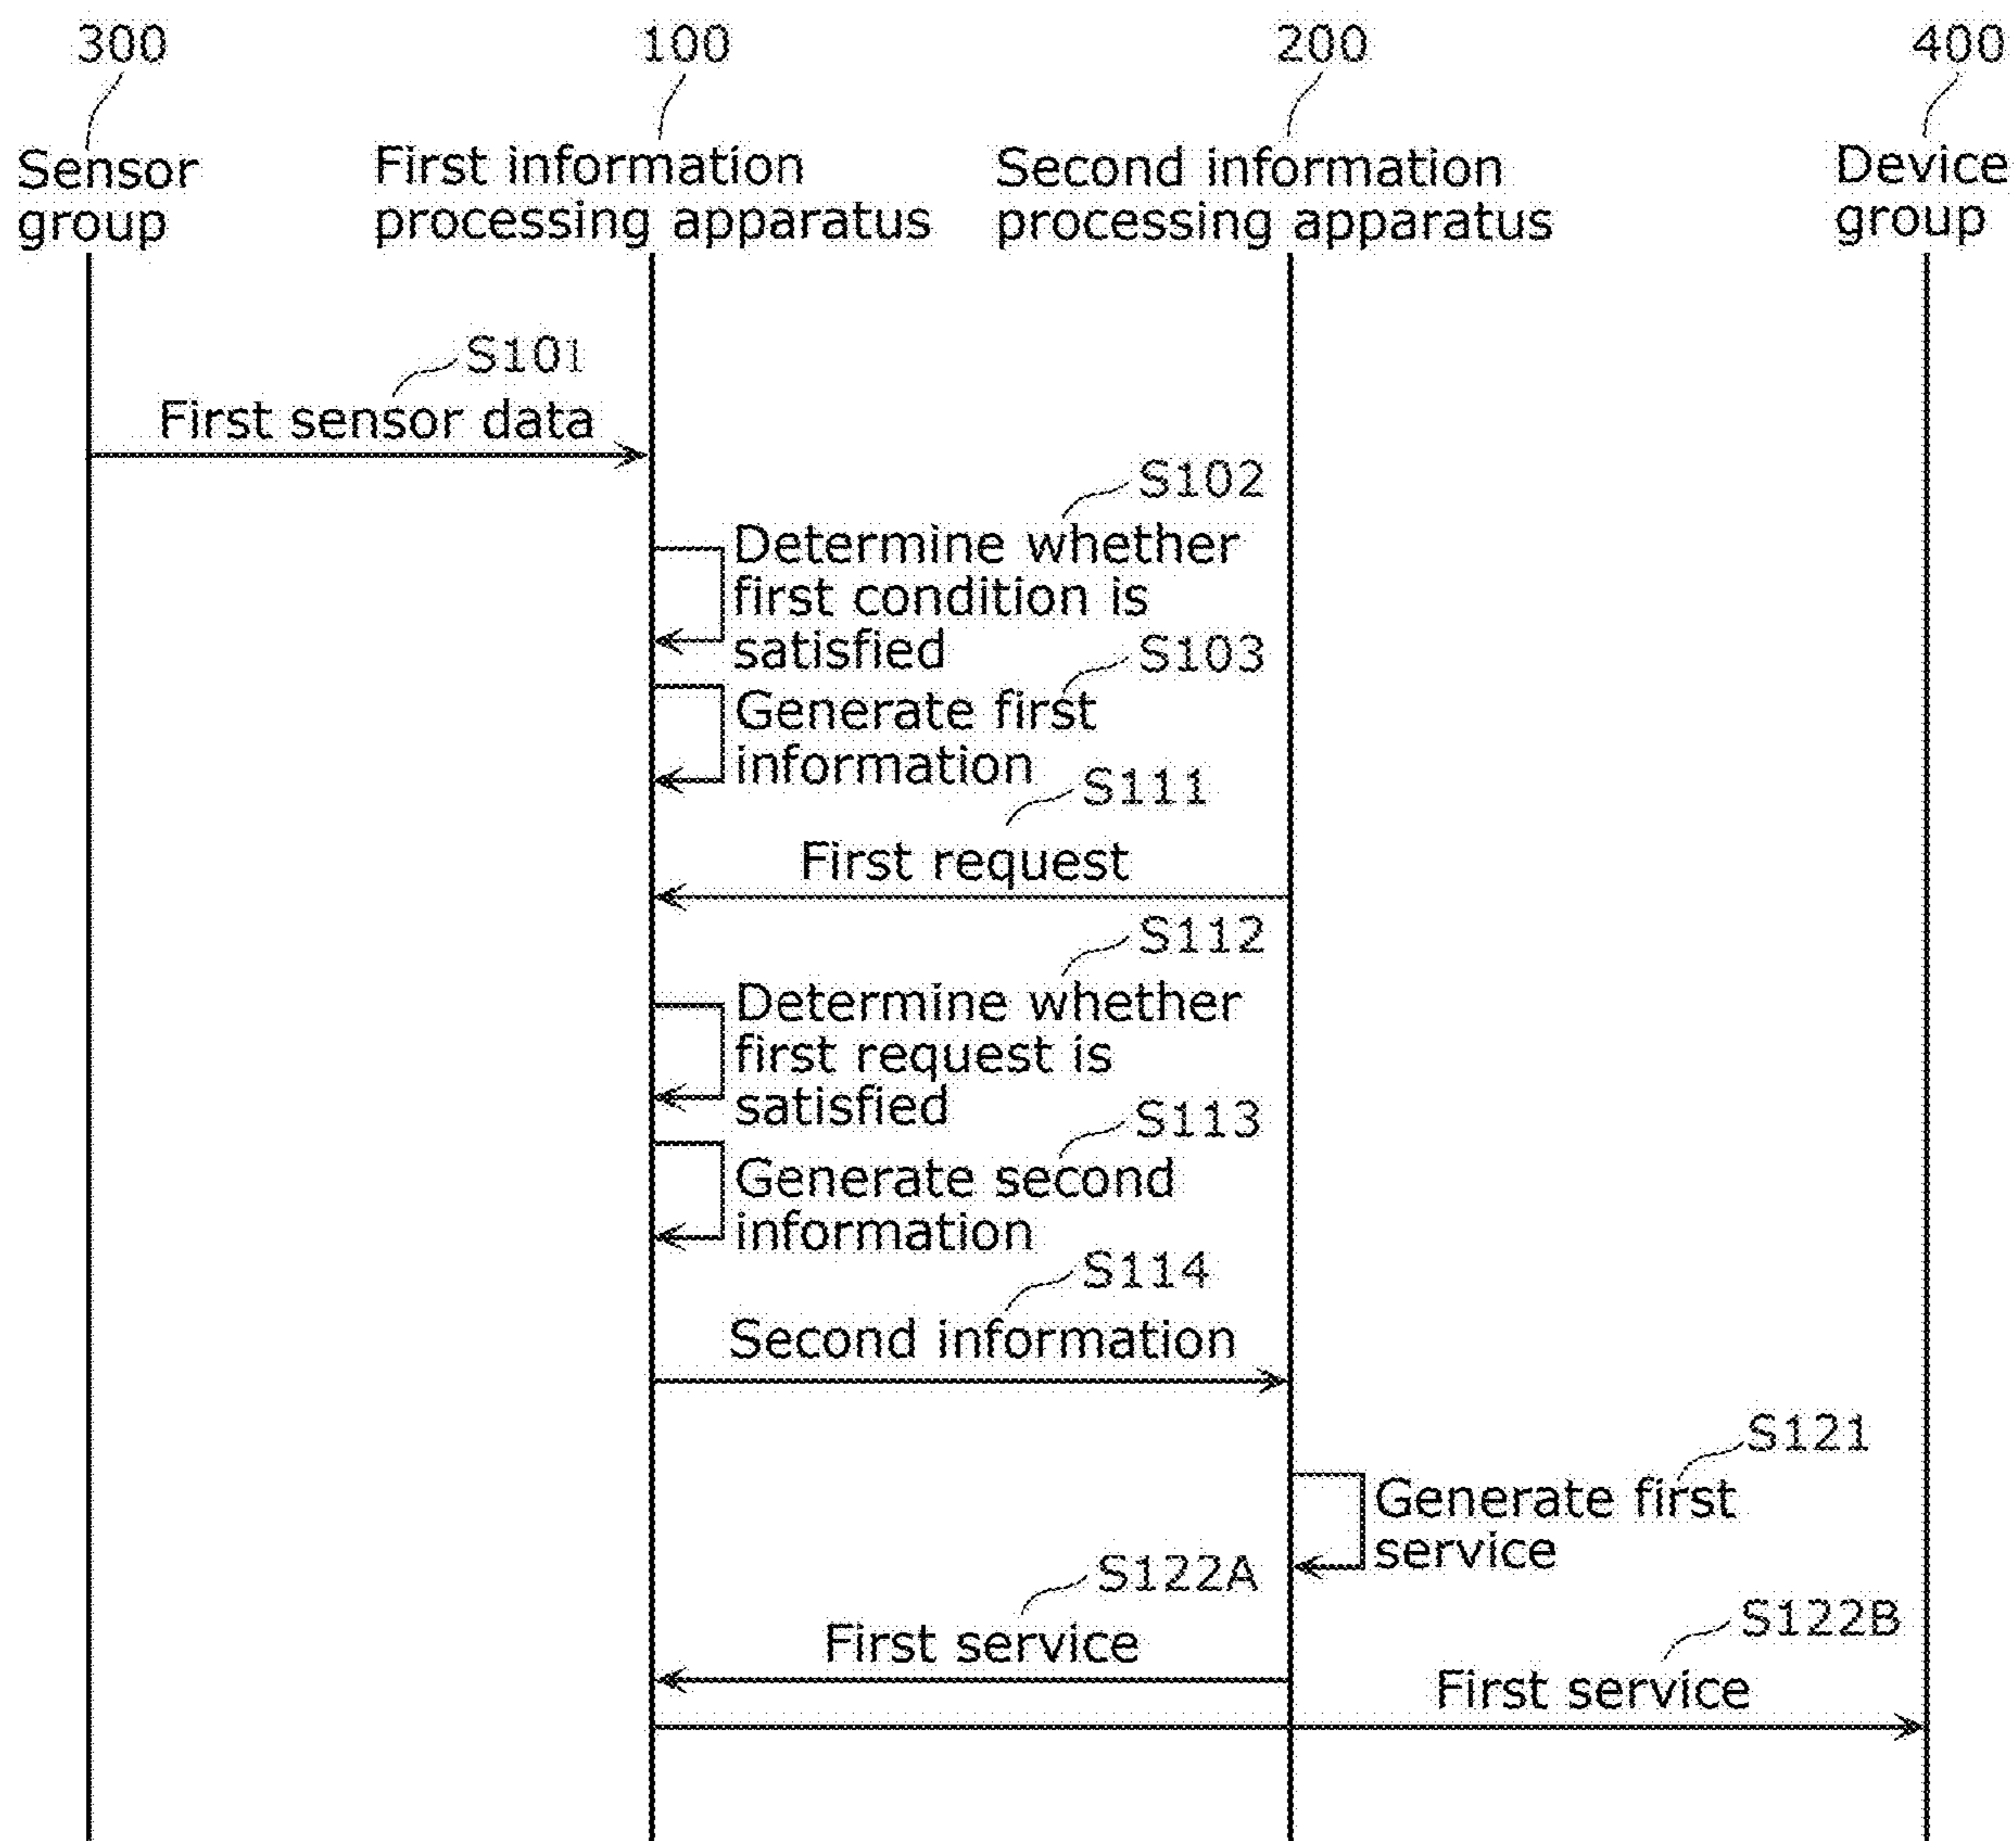 300
100
200
400
Sensor
group
First information
processing apparatus
Second information
processing apparatus
Device
group
S101
First sensor data
S102
Determine whether
first condition is
satisfied
S103
Generate first
information
S111
First request
S112
Determine whether
first request is
satisfied
S113
Generate second
information
S114
Second information
S121
Generate first
service
S122A
First service
S122B
First service